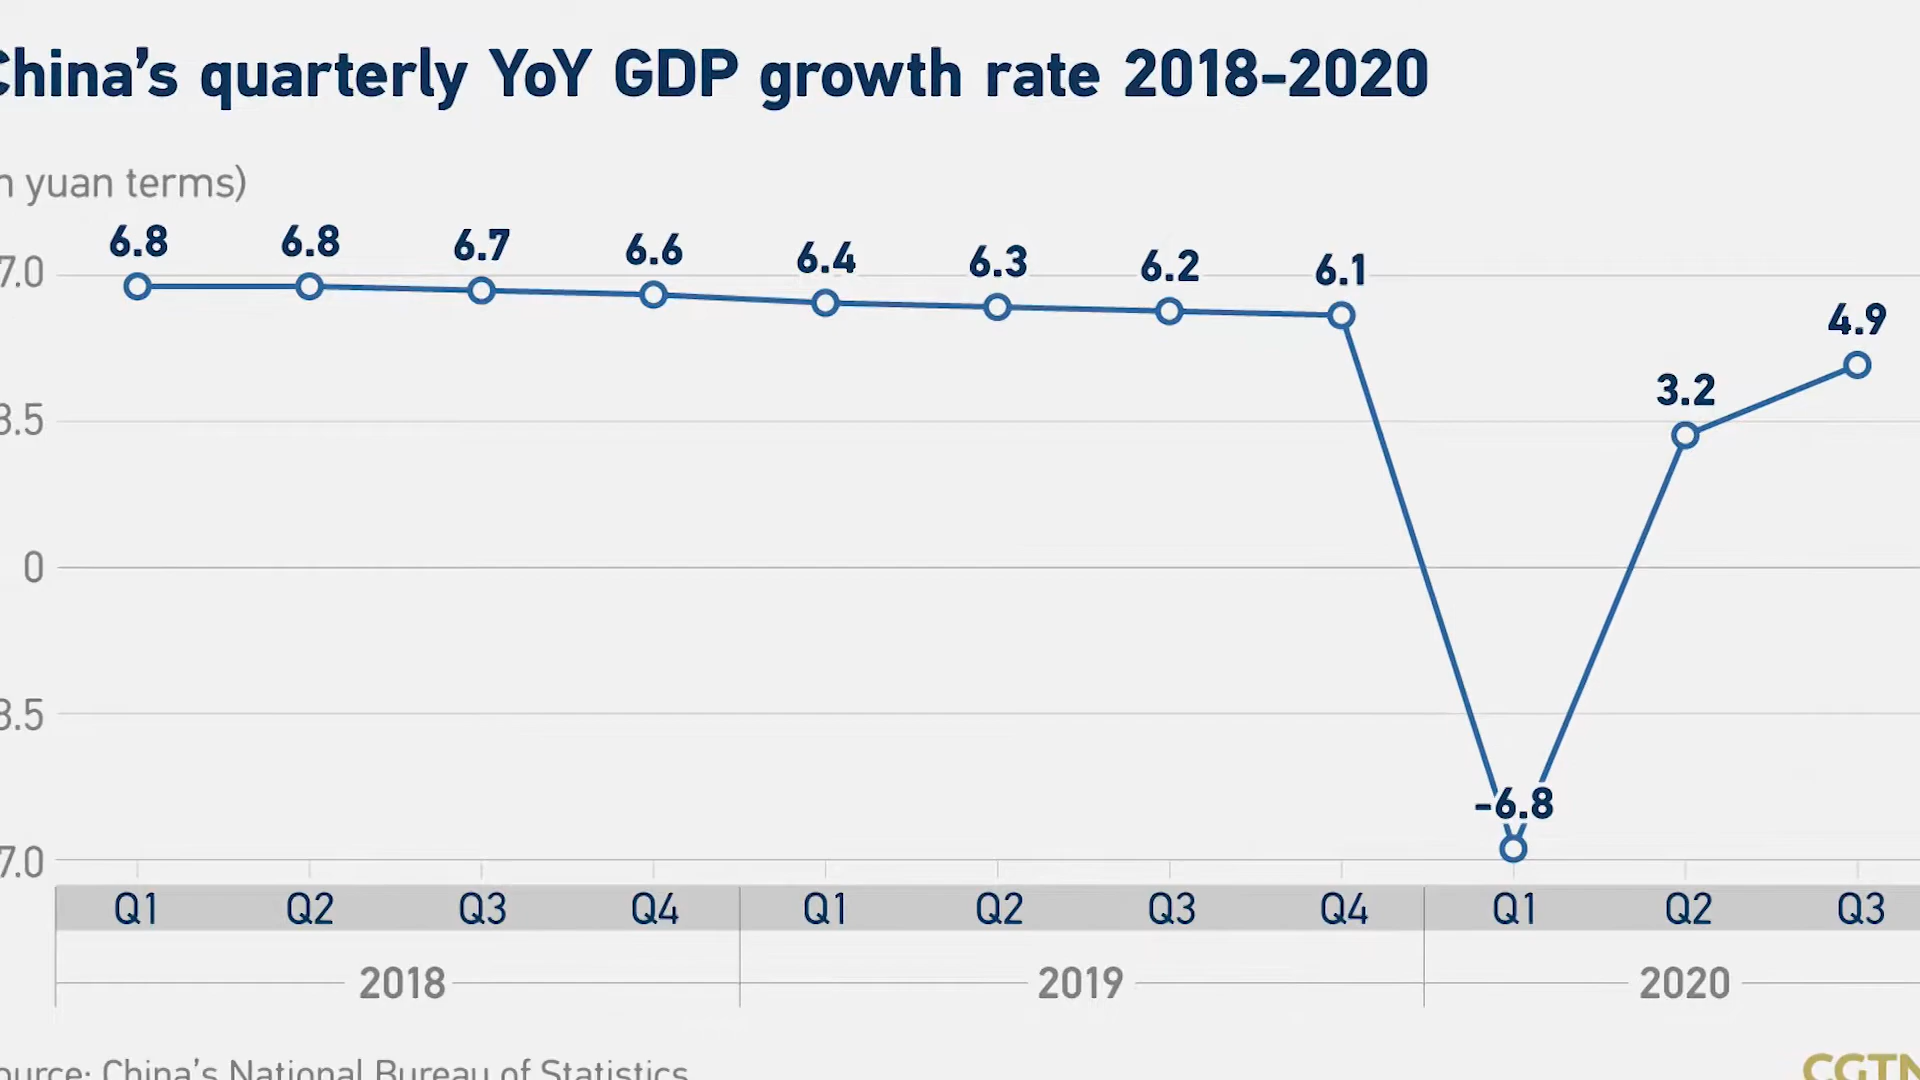 China's quarterly YoY GDP growth rate 2018-2020
n yuan terms)
6.8 6.8 6.7 6.6 6.4 6.3 6.2 6.1 -6.8 3.2 4.9
7.0
3.5
0
3.5
7.0
Q1 Q2 Q3 Q4 Q1 Q2 Q3 Q4 Q1 Q2 Q3
2018 2019 2020
ource: China's National Bureau of Statistics
CGTN